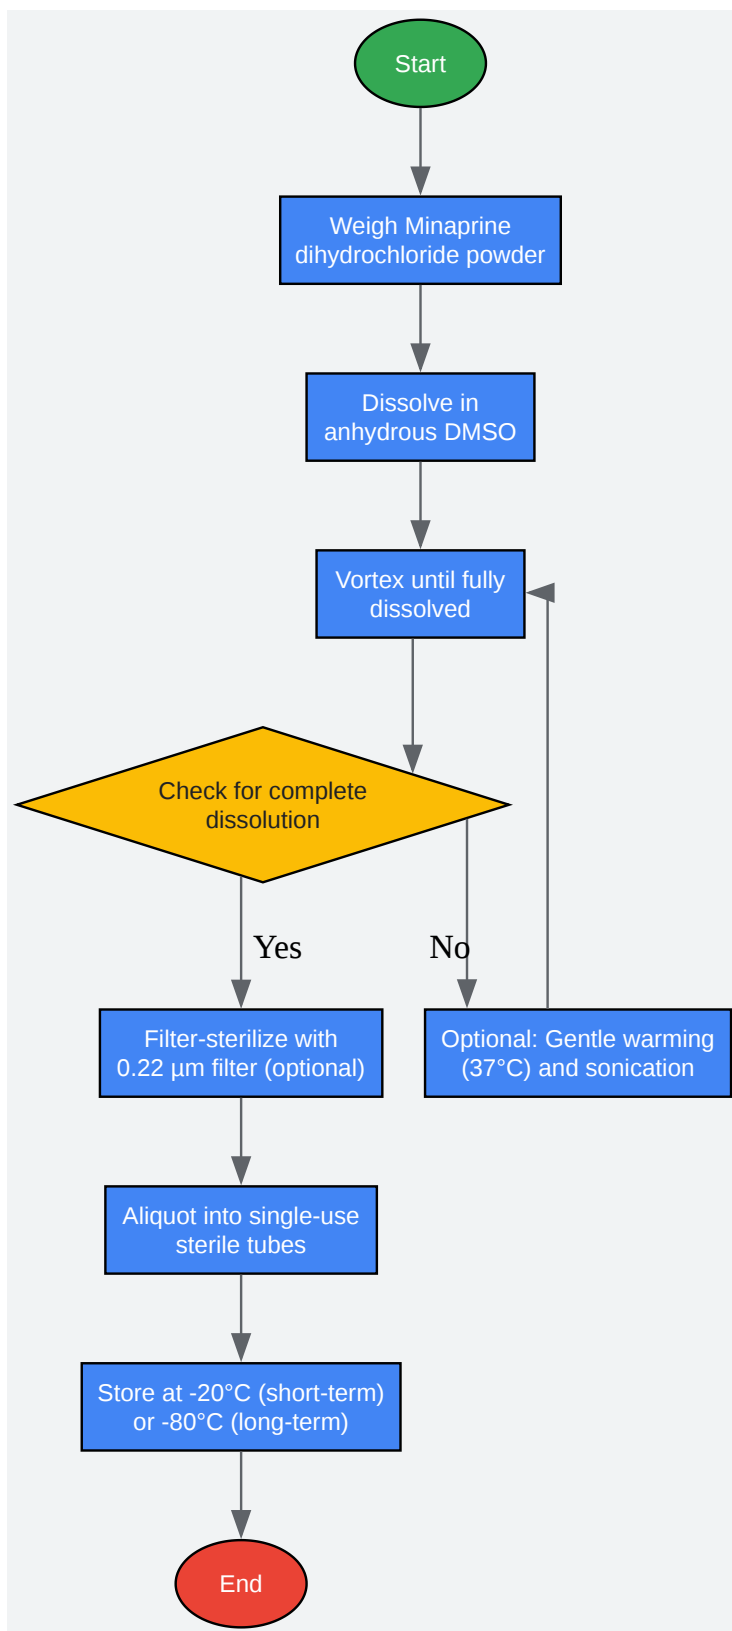 Start
Weigh Minaprine
dihydrochloride powder
Dissolve in
anhydrous DMSO
Vortex until fully
dissolved
Check for complete
dissolution
Yes
No
Filter-sterilize with
0.22 µm filter (optional)
Optional: Gentle warming
(37°C) and sonication
Aliquot into single-use
sterile tubes
Store at -20°C (short-term)
or -80°C (long-term)
End